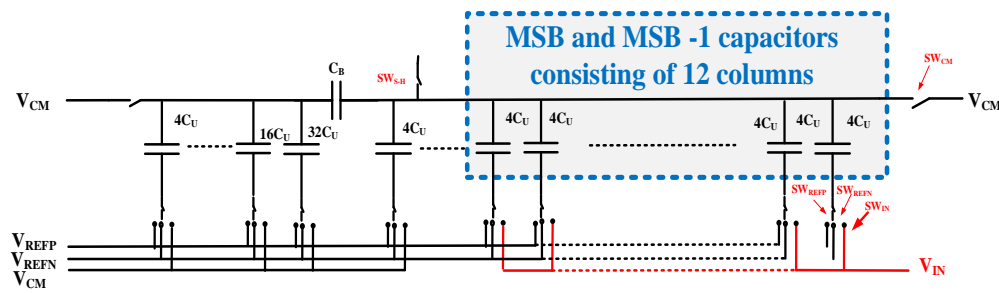 MSB and MSB -1 capacitors
consisting of 12 columns
C_B
SW_S-H
SW_CM
V_CM
V_CM
4C_U
16C_U
32C_U
4C_U
4C_U
4C_U
4C_U
4C_U
4C_U
SW_REFP
SW_REFN
SW_IN
V_REFP
V_REFN
V_CM
V_IN